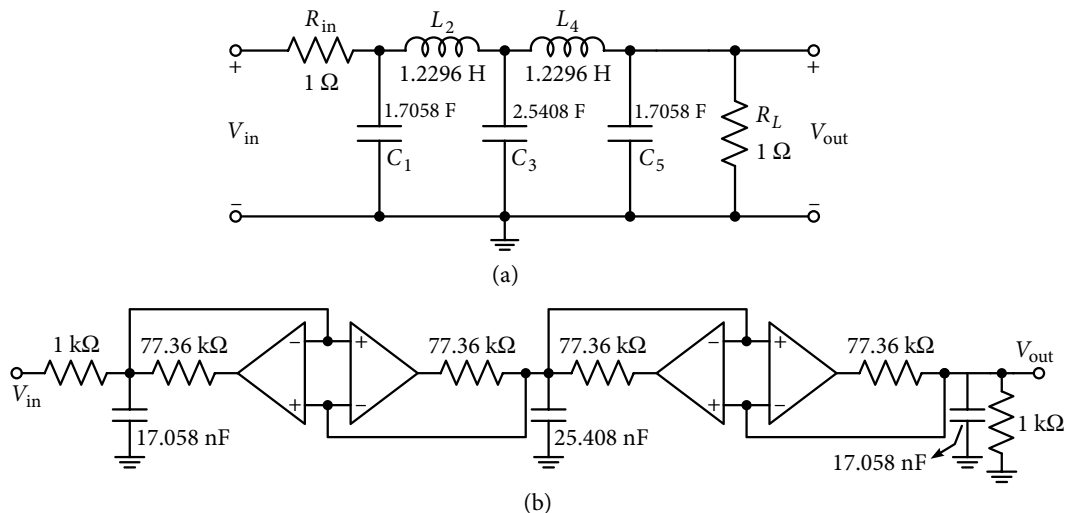 R_in L_2 L_4
+ 1 Ω 1.2296 H 1.2296 H +
1.7058 F 2.5408 F 1.7058 F R_L
V_in 1 Ω V_out
C_1 C_3 C_5
− −
(a)
1 kΩ 77.36 kΩ − + 77.36 kΩ 77.36 kΩ − + 77.36 kΩ V_out
V_in
+ − + −
17.058 nF 25.408 nF 1 kΩ
17.058 nF
(b)